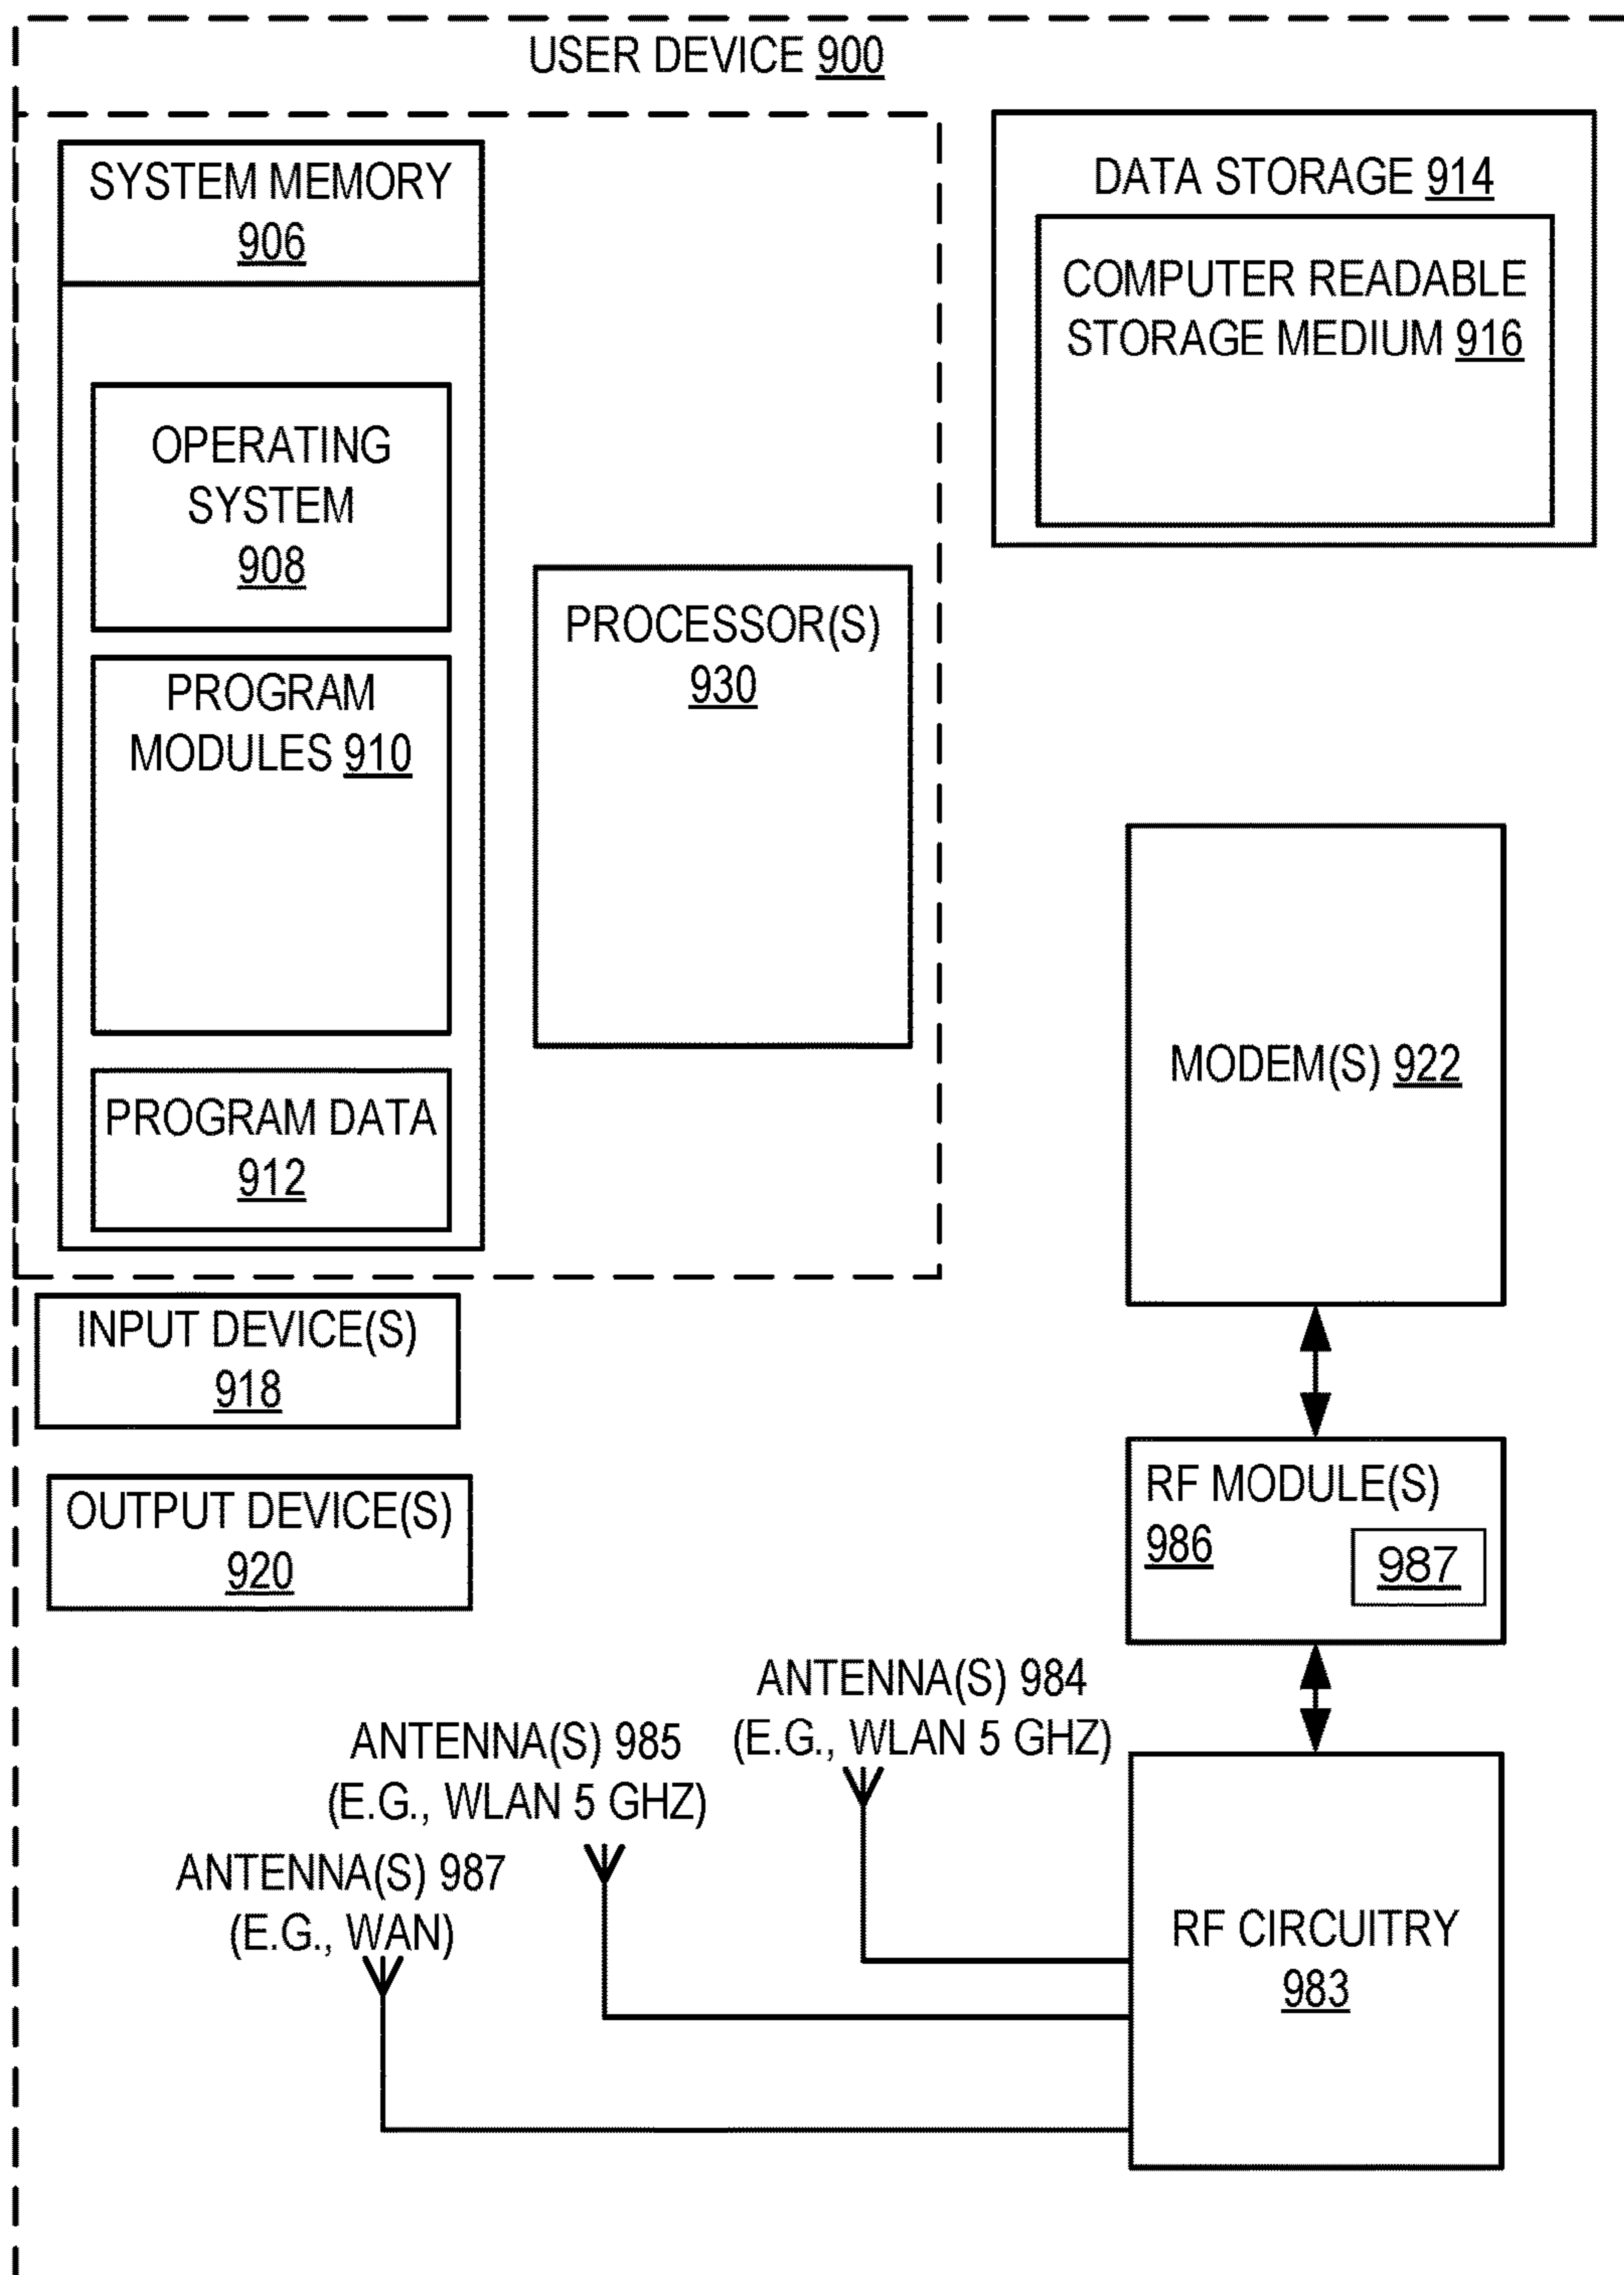 USER DEVICE 900
SYSTEM MEMORY
906
OPERATING
SYSTEM
908
PROGRAM
MODULES 910
PROGRAM DATA
912
PROCESSOR(S)
930
DATA STORAGE 914
COMPUTER READABLE
STORAGE MEDIUM 916
MODEM(S) 922
INPUT DEVICE(S)
918
OUTPUT DEVICE(S)
920
RF MODULE(S)
986
987
ANTENNA(S) 984
(E.G., WLAN 5 GHZ)
ANTENNA(S) 985
(E.G., WLAN 5 GHZ)
ANTENNA(S) 987
(E.G., WAN)
RF CIRCUITRY
983